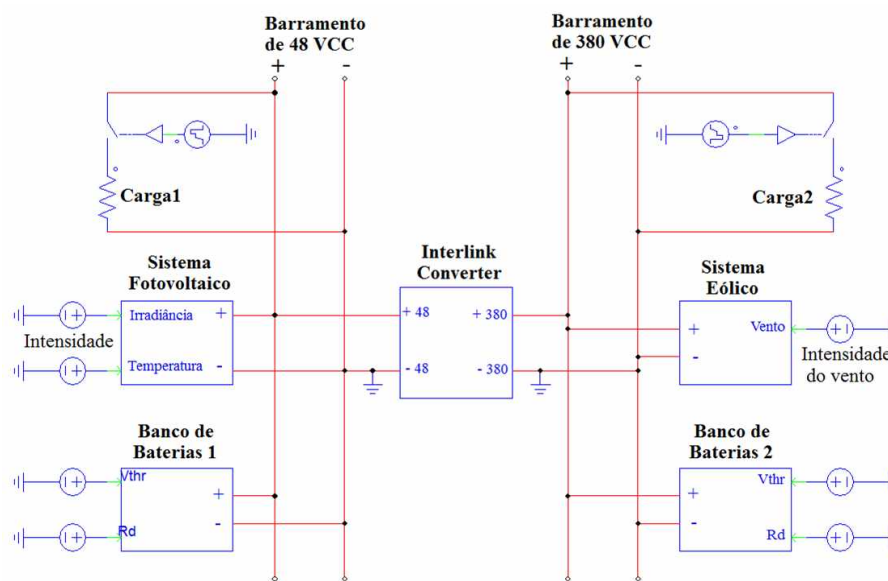 Barramento
de 48 VCC
+
-
Barramento
de 380 VCC
+
-
Carga1
Carga2
Sistema
Fotovoltaico
Irradiância
+
Intensidade
Temperatura
-
Interlink
Converter
+ 48
+ 380
- 48
- 380
Sistema
Eólico
+
Vento
-
Intensidade
do vento
Banco de
Baterias 1
Vthr
+
-
Rd
Banco de
Baterias 2
Vthr
+
-
Rd